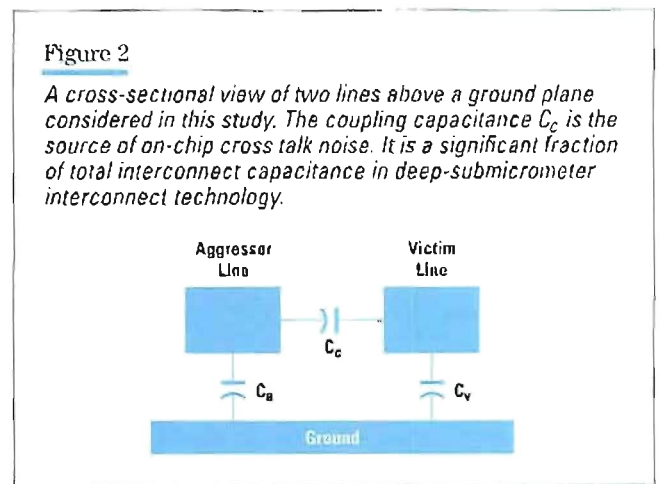 Figure 2
A cross-sectional view of two lines above a ground plane
considered in this study. The coupling capacitance Cc is the
source of on-chip cross talk noise. It is a significant fraction
of total interconnect capacitance in deep-submicrometer
interconnect technology.
Aggressor Victim
Line Line
Cc
Ca Cv
Ground